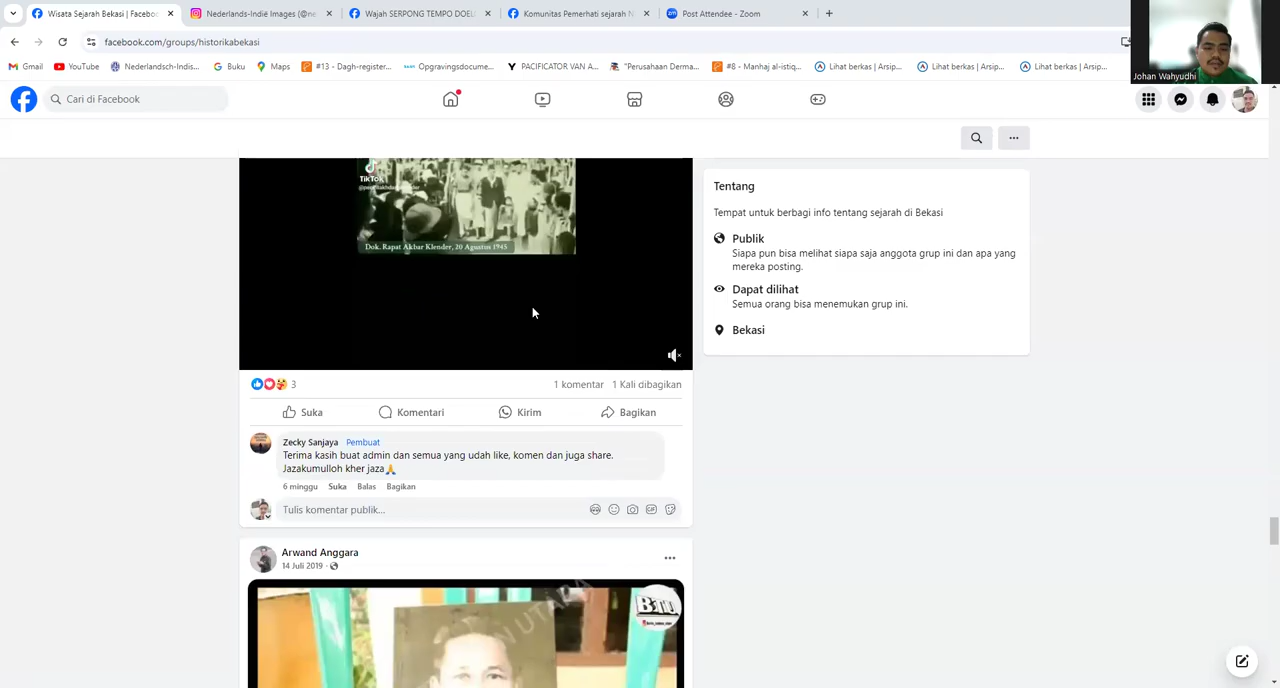 Wisata Sejarah Bekasi | Faceboo
Nederlands-Indië Images (@ne
Wajah SERPONG TEMPO DOEL
Komunitas Pemerhati sejarah N
Post Attendee - Zoom
facebook.com/groups/historikabekasi
Gmail
YouTube
Nederlandsch-Indis...
Buku
Maps
#13 - Dagh-register...
Opgravingsdocume...
PACIFICATOR VAN A...
"Perusahaan Derma...
#8 - Manhaj al-istiq...
Lihat berkas | Arsip...
Lihat berkas | Arsip...
Lihat berkas | Arsip...
Johan Wahyudhi
Cari di Facebook
TikTok
Dok. Rapat Akbar Klender, 20 Agustus 1945
Tentang
Tempat untuk berbagi info tentang sejarah di Bekasi
Publik
Siapa pun bisa melihat siapa saja anggota grup ini dan apa yang
mereka posting.
Dapat dilihat
Semua orang bisa menemukan grup ini.
Bekasi
3
1 komentar
1 Kali dibagikan
Suka
Komentari
Kirim
Bagikan
Zecky Sanjaya
Pembuat
Terima kasih buat admin dan semua yang udah like, komen dan juga share.
Jazakumulloh kher jaza🙏
6 minggu
Suka
Balas
Bagikan
Tulis komentar publik...
GIF
Arwand Anggara
14 Juli 2019
BTU